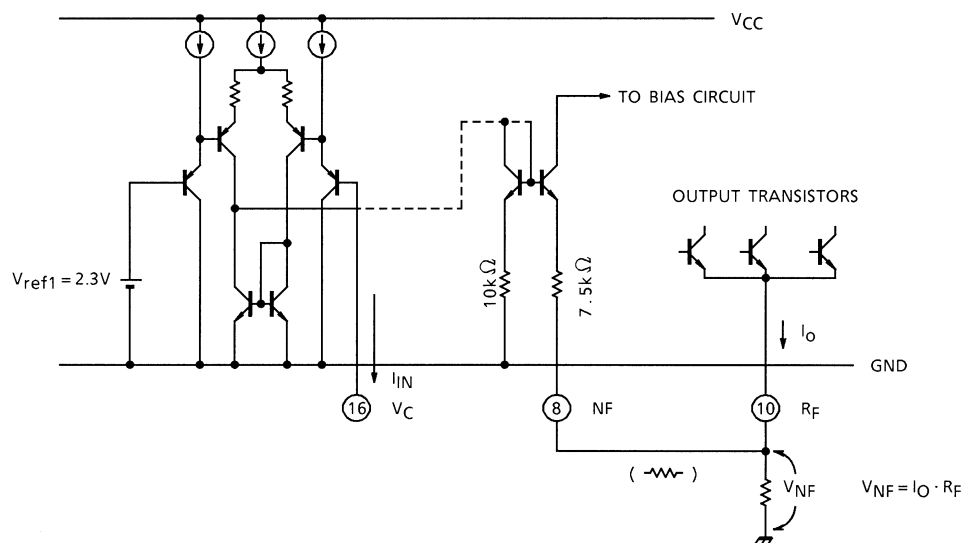 VCC
TO BIAS CIRCUIT
OUTPUT TRANSISTORS
Vref1 = 2.3V
10kΩ
7.5kΩ
IO
GND
IIN
16 VC
8 NF
10 RF
( )
VNF
VNF = IO · RF